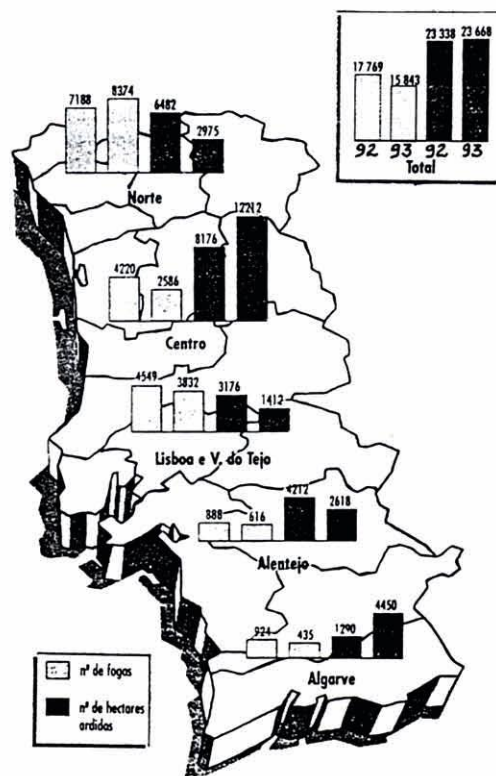 17 769 15 843 23 338 23 668
92 93 92 93
Total
7188 8374 6482 2975
Norte
4220 2586 8176 12212
Centro
4549 3832 3176 1412
Lisboa e V. do Tejo
888 616 4212 2618
Alentejo
924 435 1290 4450
Algarve
nº de fogos
nº de hectares
ardidos